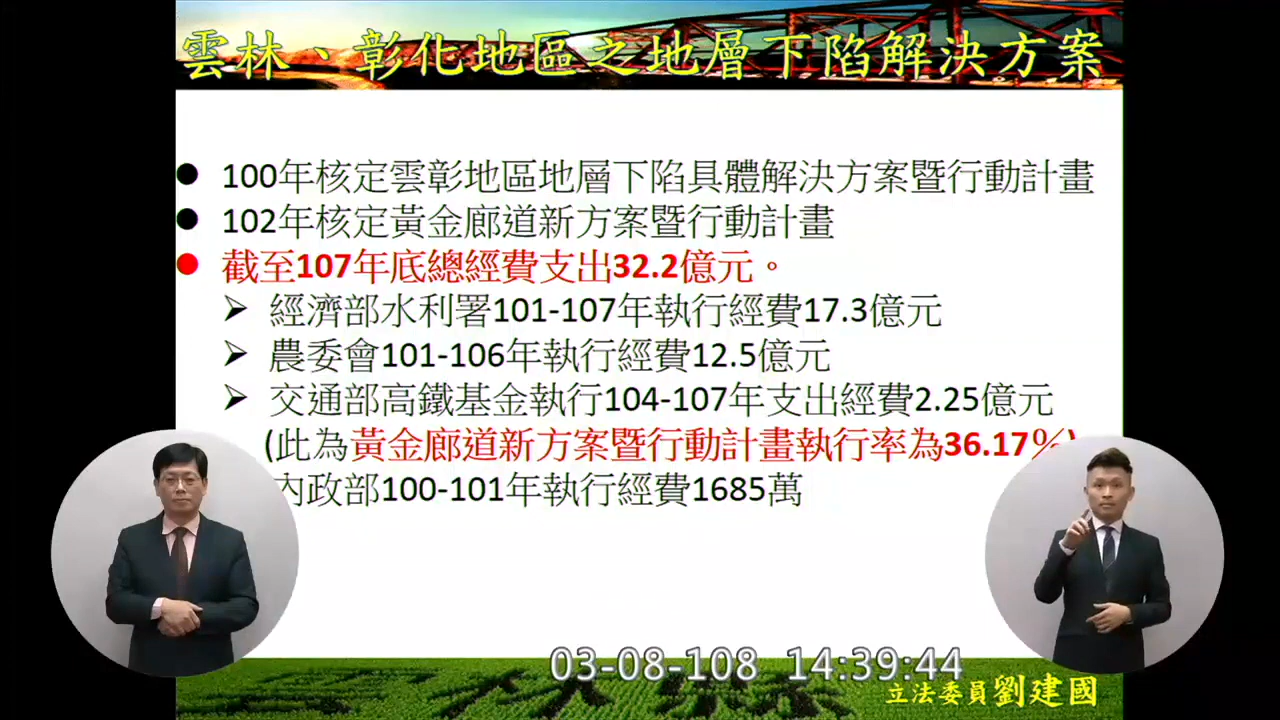 雲林、彰化地區之地層下陷解決方案
● 100年核定雲彰地區地層下陷具體解決方案暨行動計畫
● 102年核定黃金廊道新方案暨行動計畫
● 截至107年底總經費支出32.2億元。
➢ 經濟部水利署101-107年執行經費17.3億元
➢ 農委會101-106年執行經費12.5億元
➢ 交通部高鐵基金執行104-107年支出經費2.25億元
(此為黃金廊道新方案暨行動計畫執行率為36.17%)
內政部100-101年執行經費1685萬
03-08-108 14:39:44
立法委員劉建國